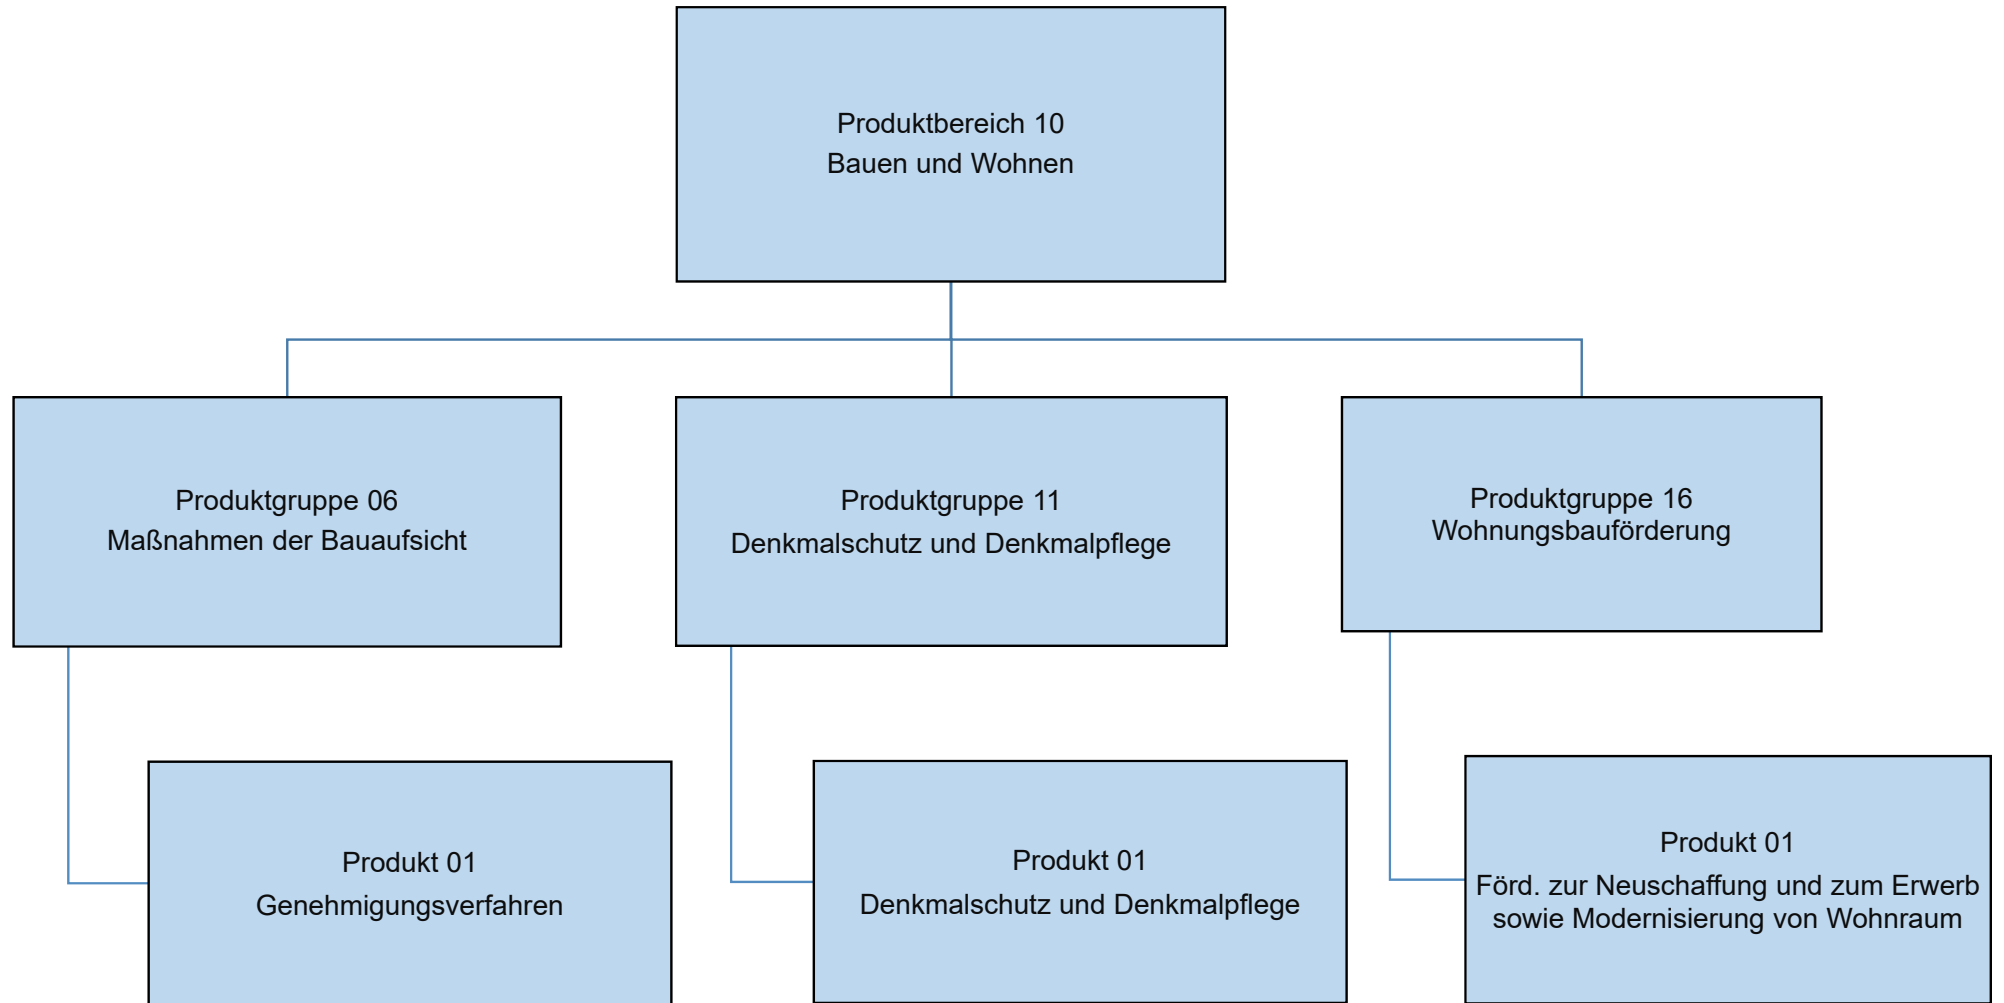 Produktbereich 10
Bauen und Wohnen
Produktgruppe 06
Maßnahmen der Bauaufsicht
Produktgruppe 11
Denkmalschutz und Denkmalpflege
Produktgruppe 16
Wohnungsbauförderung
Produkt 01
Genehmigungsverfahren
Produkt 01
Denkmalschutz und Denkmalpflege
Produkt 01
Förd. zur Neuschaffung und zum Erwerb
sowie Modernisierung von Wohnraum